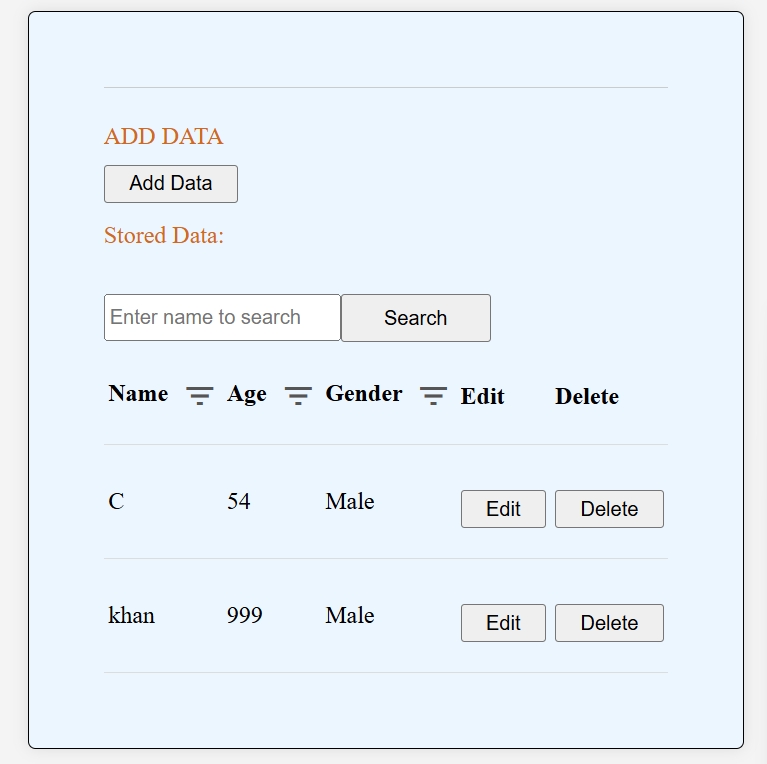 ADD DATA
Add Data
Stored Data:
Enter name to search Search
Name Age Gender Edit Delete
C 54 Male Edit Delete
khan 999 Male Edit Delete